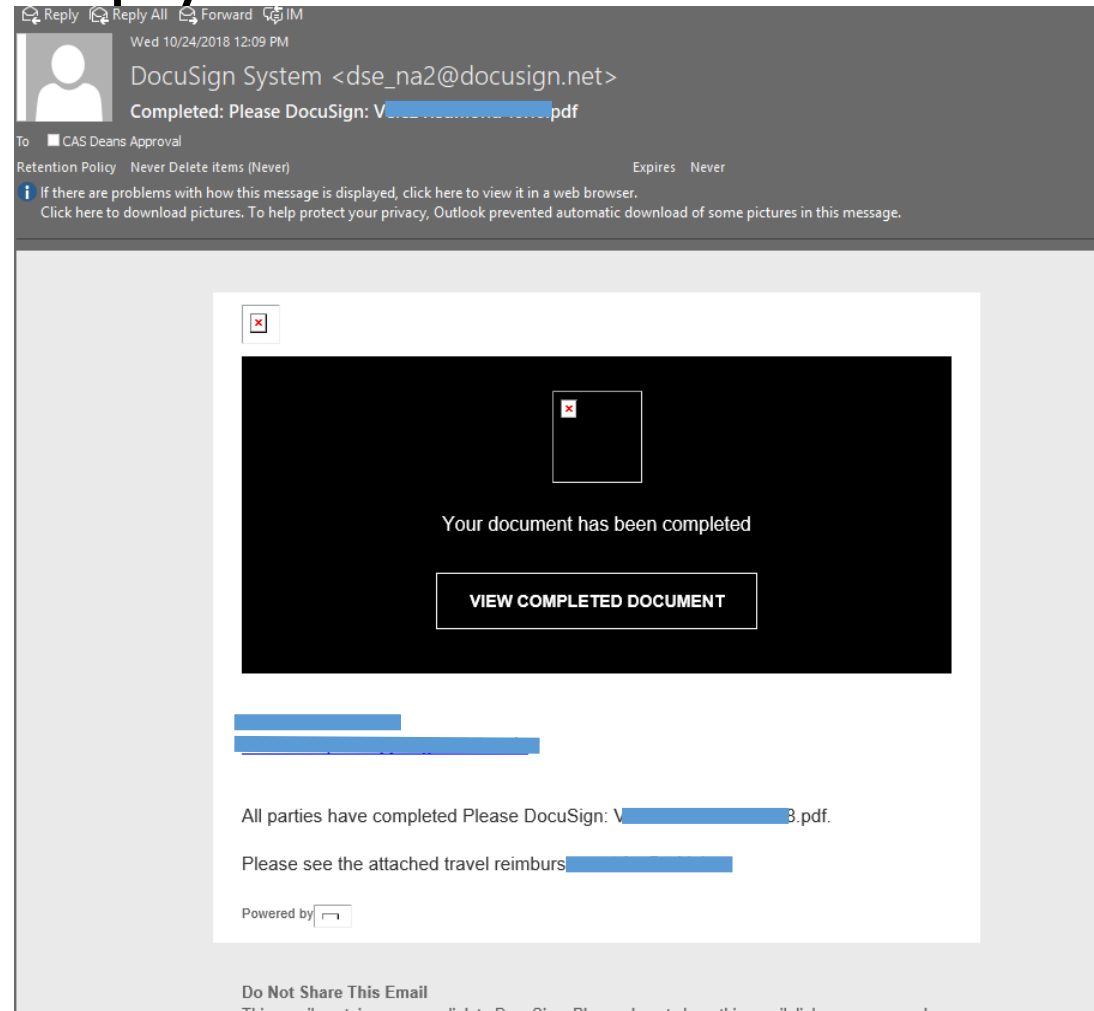 Reply Reply All Forward IM
Wed 10/24/2018 12:09 PM
DocuSign System <dse_na2@docusign.net>
Completed: Please DocuSign: V pdf
To CAS Deans Approval
Retention Policy Never Delete items (Never) Expires Never
If there are problems with how this message is displayed, click here to view it in a web browser.
Click here to download pictures. To help protect your privacy, Outlook prevented automatic download of some pictures in this message.
Your document has been completed
VIEW COMPLETED DOCUMENT
All parties have completed Please DocuSign: V 3.pdf.
Please see the attached travel reimburs
Powered by
Do Not Share This Email